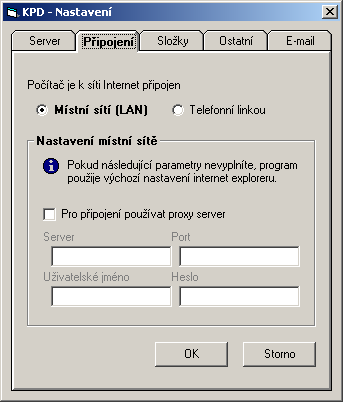 KPD - Nastavení
Server Připojení Složky Ostatní E-mail
Počítač je k síti Internet připojen
Místní sítí (LAN) Telefonní linkou
Nastavení místní sítě
Pokud následující parametry nevyplníte, program
použije výchozí nastavení internet exploreru.
Pro připojení používat proxy server
Server Port
Uživatelské jméno Heslo
OK Storno